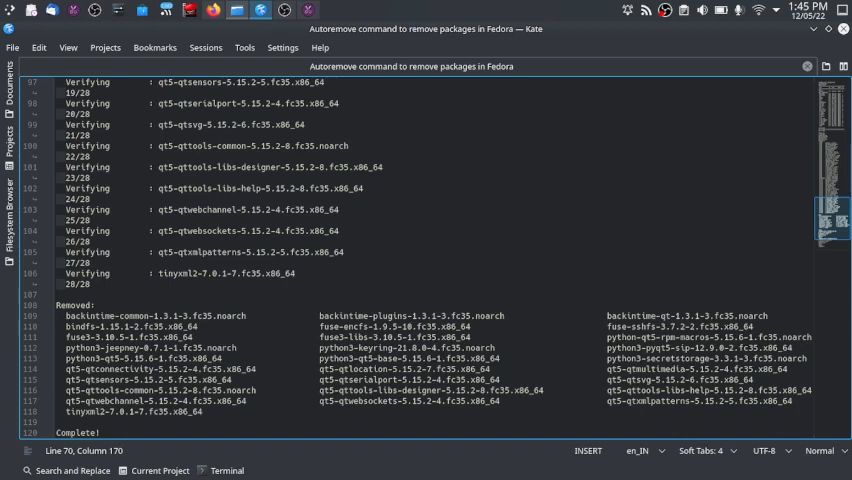 1:45 PM
12/05/22
Autoremove command to remove packages in Fedora — Kate
File Edit View Projects Bookmarks Sessions Tools Settings Help
Autoremove command to remove packages in Fedora
Documents
Projects
Filesystem Browser
97 Verifying : qt5-qtsensors-5.15.2-5.fc35.x86_64
19/28
98 Verifying : qt5-qtserialport-5.15.2-4.fc35.x86_64
20/28
99 Verifying : qt5-qtsvg-5.15.2-6.fc35.x86_64
21/28
100 Verifying : qt5-qttools-common-5.15.2-8.fc35.noarch
22/28
101 Verifying : qt5-qttools-libs-designer-5.15.2-8.fc35.x86_64
23/28
102 Verifying : qt5-qttools-libs-help-5.15.2-8.fc35.x86_64
24/28
103 Verifying : qt5-qtwebchannel-5.15.2-4.fc35.x86_64
25/28
104 Verifying : qt5-qtwebsockets-5.15.2-4.fc35.x86_64
26/28
105 Verifying : qt5-qtxmlpatterns-5.15.2-5.fc35.x86_64
27/28
106 Verifying : tinyxml2-7.0.1-7.fc35.x86_64
28/28
107
108 Removed:
109 backintime-common-1.3.1-3.fc35.noarch backintime-plugins-1.3.1-3.fc35.noarch backintime-qt-1.3.1-3.fc35.noarch
110 bindfs-1.15.1-2.fc35.x86_64 fuse-encfs-1.9.5-10.fc35.x86_64 fuse-sshfs-3.7.2-2.fc35.x86_64
111 fuse3-3.10.5-1.fc35.x86_64 fuse3-libs-3.10.5-1.fc35.x86_64 python-qt5-rpm-macros-5.15.6-1.fc35.noarch
112 python3-jeepney-0.7.1-1.fc35.noarch python3-keyring-21.8.0-4.fc35.noarch python3-pyqt5-sip-12.9.0-2.fc35.x86_64
113 python3-qt5-5.15.6-1.fc35.x86_64 python3-qt5-base-5.15.6-1.fc35.x86_64 python3-secretstorage-3.3.1-3.fc35.noarch
114 qt5-qtconnectivity-5.15.2-4.fc35.x86_64 qt5-qtlocation-5.15.2-7.fc35.x86_64 qt5-qtmultimedia-5.15.2-4.fc35.x86_64
115 qt5-qtsensors-5.15.2-5.fc35.x86_64 qt5-qtserialport-5.15.2-4.fc35.x86_64 qt5-qtsvg-5.15.2-6.fc35.x86_64
116 qt5-qttools-common-5.15.2-8.fc35.noarch qt5-qttools-libs-designer-5.15.2-8.fc35.x86_64 qt5-qttools-libs-help-5.15.2-8.fc35.x86_64
117 qt5-qtwebchannel-5.15.2-4.fc35.x86_64 qt5-qtwebsockets-5.15.2-4.fc35.x86_64 qt5-qtxmlpatterns-5.15.2-5.fc35.x86_64
118 tinyxml2-7.0.1-7.fc35.x86_64
119
120 Complete!
Line 70, Column 170 INSERT en_IN Soft Tabs: 4 UTF-8 Normal
Search and Replace Current Project Terminal